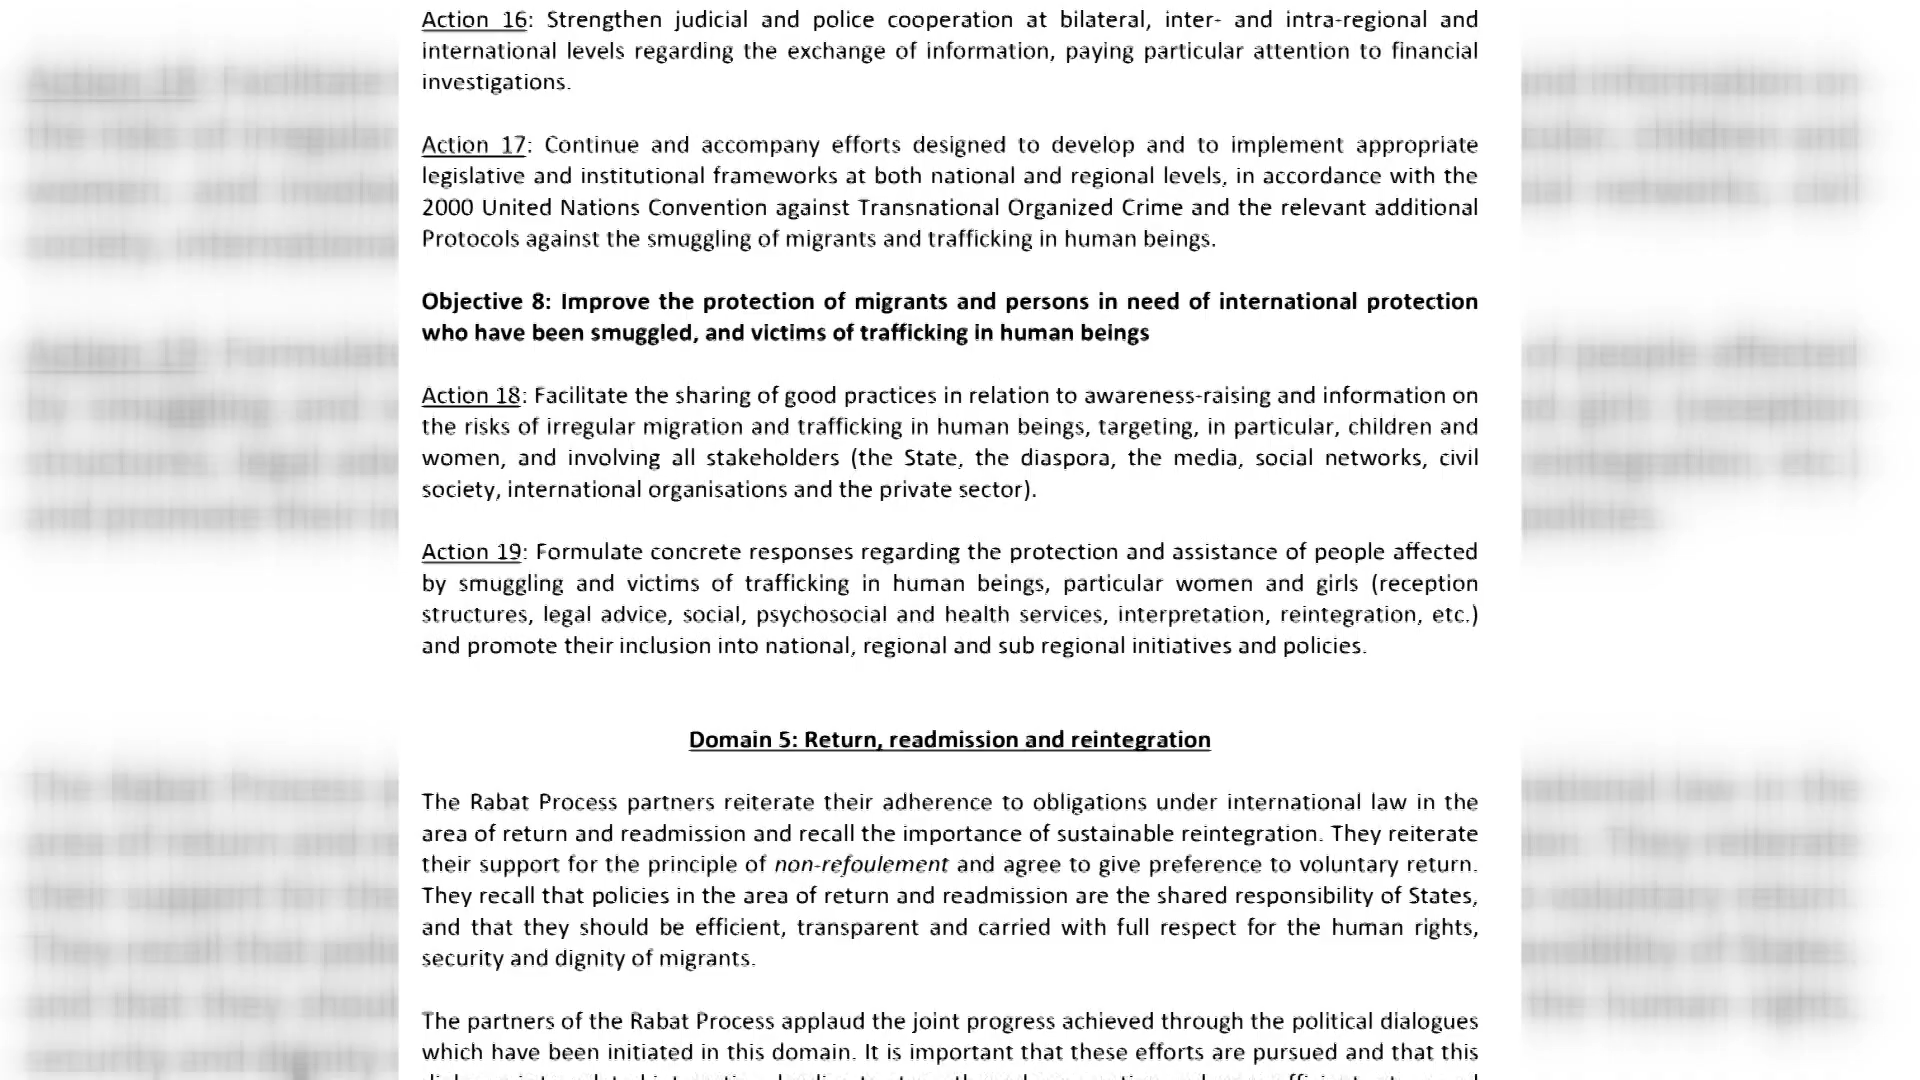 Action 16: Strengthen judicial and police cooperation at bilateral, inter- and intra-regional and
international levels regarding the exchange of information, paying particular attention to financial
investigations.
Action 17: Continue and accompany efforts designed to develop and to implement appropriate
legislative and institutional frameworks at both national and regional levels, in accordance with the
2000 United Nations Convention against Transnational Organized Crime and the relevant additional
Protocols against the smuggling of migrants and trafficking in human beings.
Objective 8: Improve the protection of migrants and persons in need of international protection
who have been smuggled, and victims of trafficking in human beings
Action 18: Facilitate the sharing of good practices in relation to awareness-raising and information on
the risks of irregular migration and trafficking in human beings, targeting, in particular, children and
women, and involving all stakeholders (the State, the diaspora, the media, social networks, civil
society, international organisations and the private sector).
Action 19: Formulate concrete responses regarding the protection and assistance of people affected
by smuggling and victims of trafficking in human beings, particular women and girls (reception
structures, legal advice, social, psychosocial and health services, interpretation, reintegration, etc.)
and promote their inclusion into national, regional and sub regional initiatives and policies.
Domain 5: Return, readmission and reintegration
The Rabat Process partners reiterate their adherence to obligations under international law in the
area of return and readmission and recall the importance of sustainable reintegration. They reiterate
their support for the principle of non-refoulement and agree to give preference to voluntary return.
They recall that policies in the area of return and readmission are the shared responsibility of States,
and that they should be efficient, transparent and carried with full respect for the human rights,
security and dignity of migrants.
The partners of the Rabat Process applaud the joint progress achieved through the political dialogues
which have been initiated in this domain. It is important that these efforts are pursued and that this